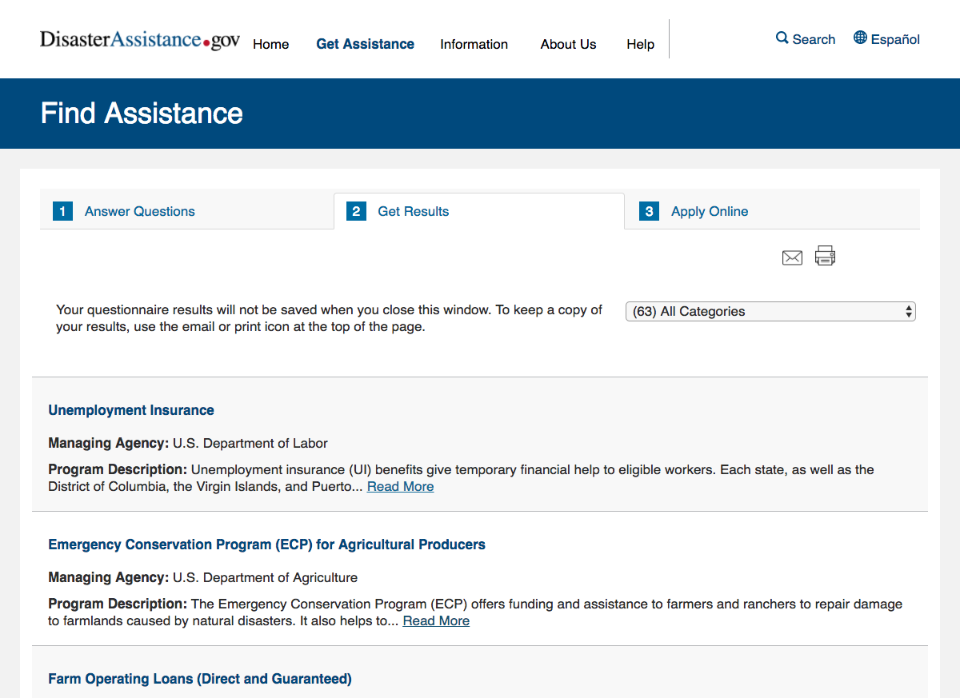 DisasterAssistance.gov Home Get Assistance Information About Us Help Search Español
Find Assistance
1 Answer Questions 2 Get Results 3 Apply Online
Your questionnaire results will not be saved when you close this window. To keep a copy of
your results, use the email or print icon at the top of the page.
(63) All Categories
Unemployment Insurance
Managing Agency: U.S. Department of Labor
Program Description: Unemployment insurance (UI) benefits give temporary financial help to eligible workers. Each state, as well as the
District of Columbia, the Virgin Islands, and Puerto... Read More
Emergency Conservation Program (ECP) for Agricultural Producers
Managing Agency: U.S. Department of Agriculture
Program Description: The Emergency Conservation Program (ECP) offers funding and assistance to farmers and ranchers to repair damage
to farmlands caused by natural disasters. It also helps to... Read More
Farm Operating Loans (Direct and Guaranteed)